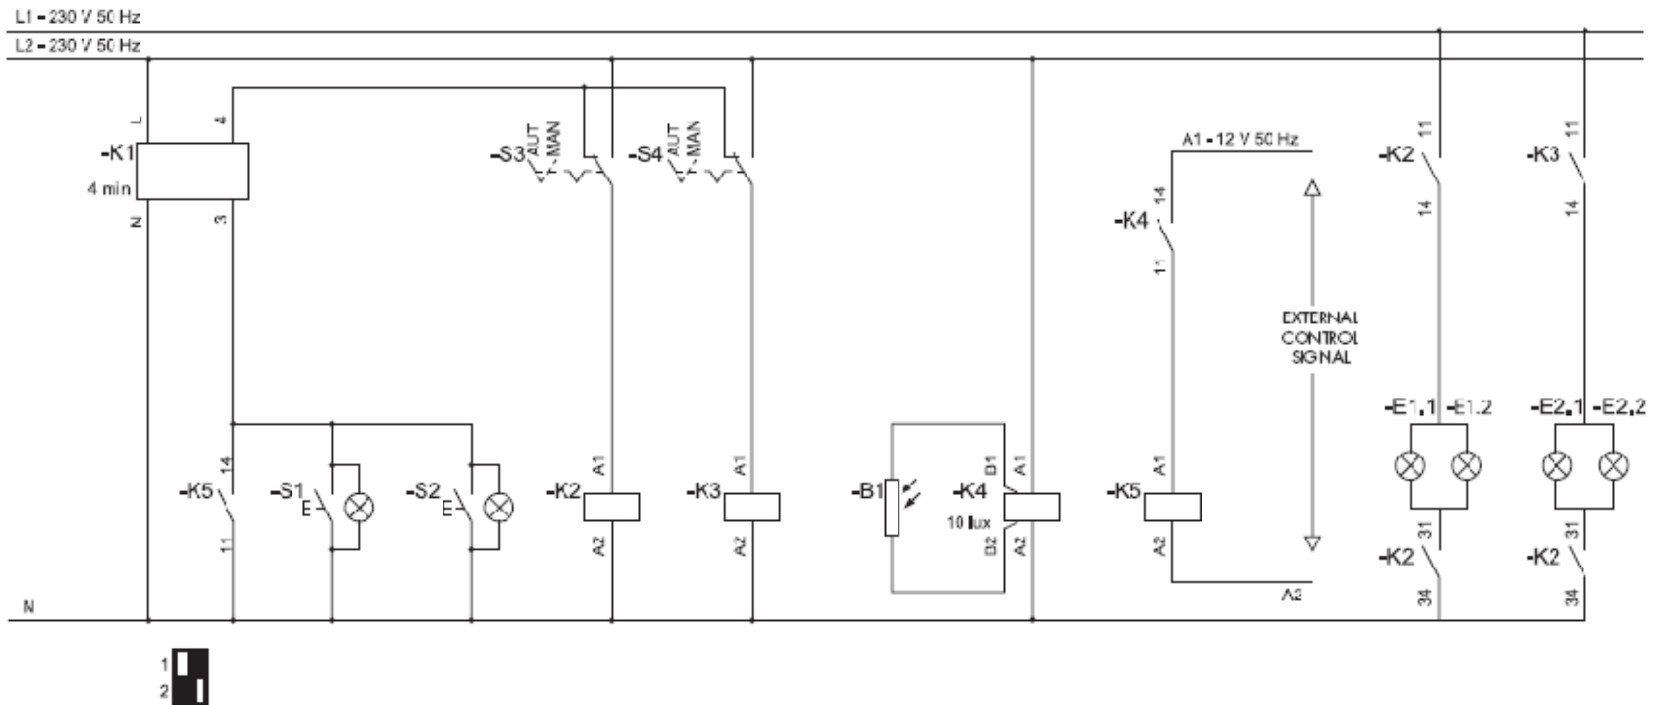 L1 - 230 V 50 Hz
L2 - 230 V 50 Hz
L
4
-K1
4 min
N
3
-S3
AUT
MAN
-S4
AUT
MAN
A1 - 12 V 50 Hz
14
-K4
11
EXTERNAL
CONTROL
SIGNAL
11
-K2
14
11
-K3
14
-E1.1
-E1.2
-E2.1
-E2.2
14
-K5
11
-S1
E
-S2
E
A1
-K2
A2
A1
-K3
A2
-B1
B1
A1
-K4
10 lux
B2
A2
A1
-K5
A2
A2
31
-K2
34
31
-K2
34
N
1
2